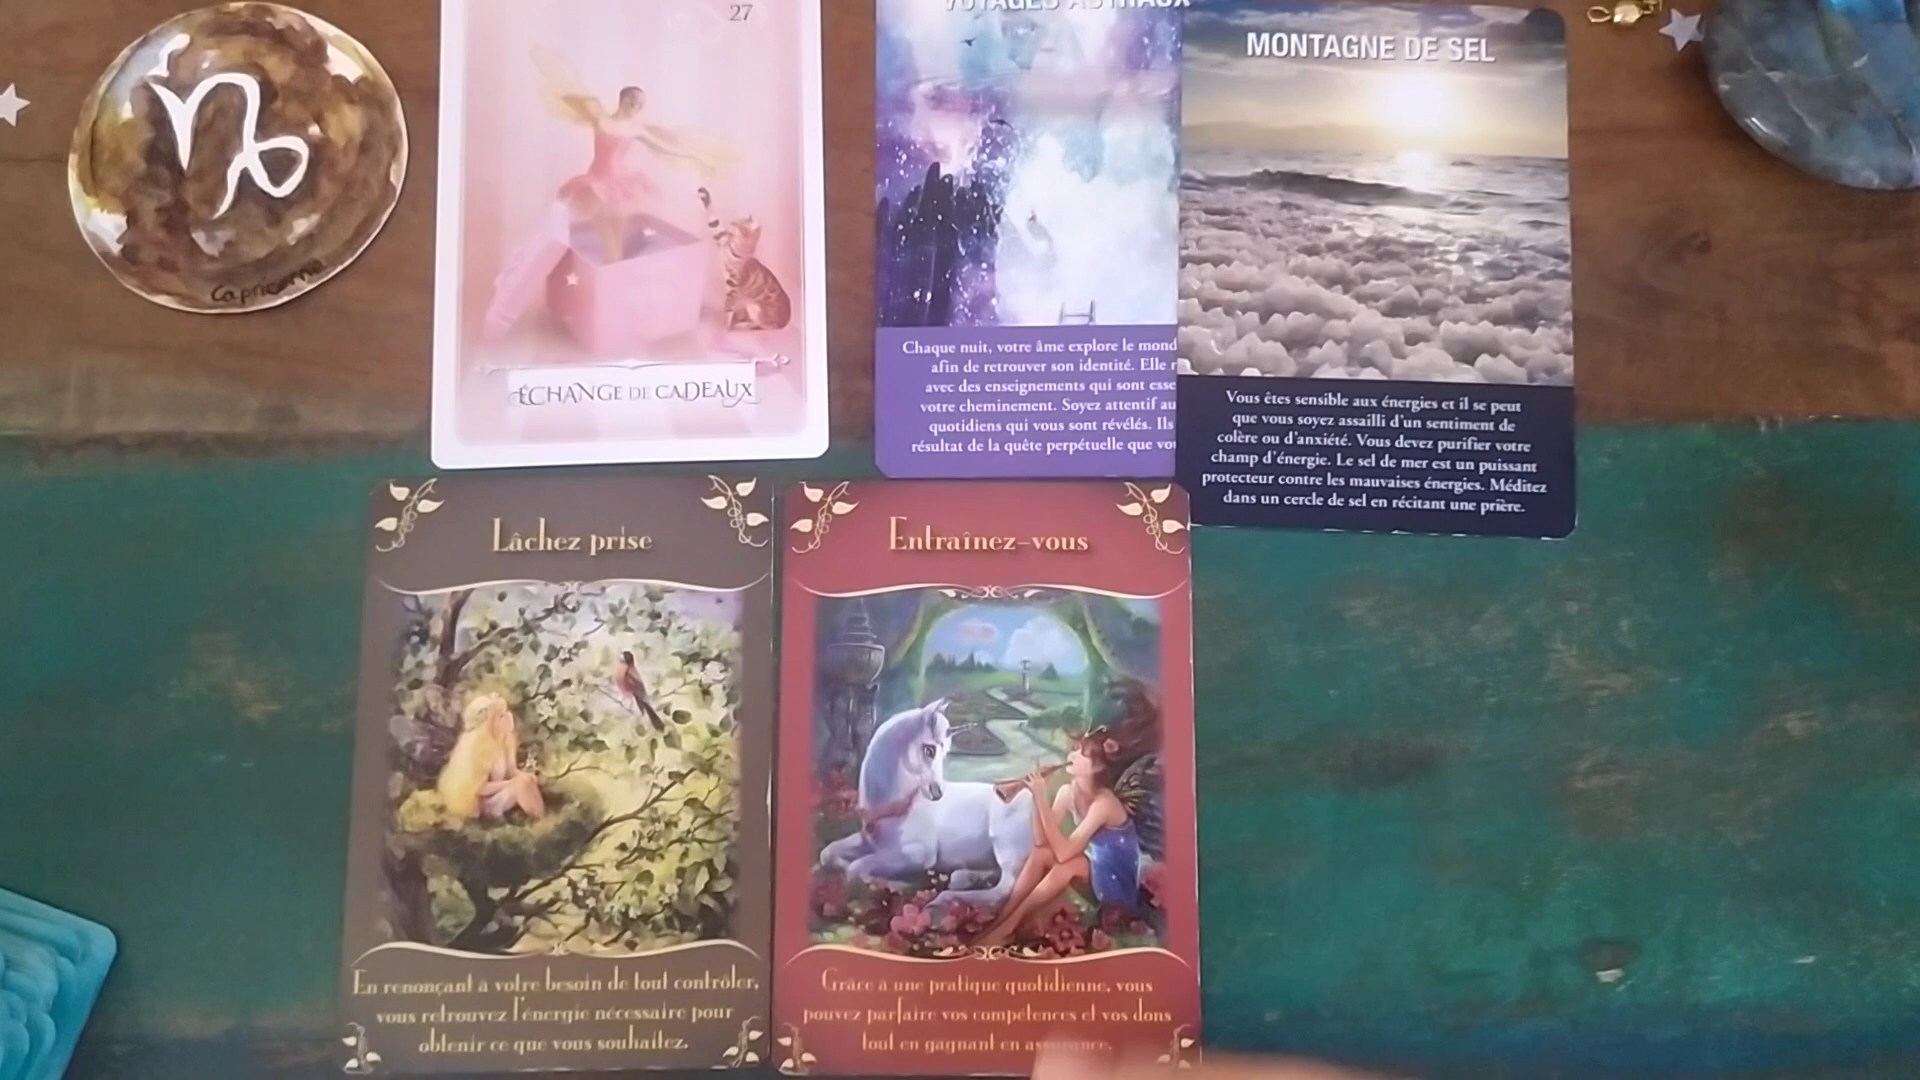 Capricorne
27
ÉCHANGE DE CADEAUX
VOYAGES ASTRAUX
Chaque nuit, votre âme explore le mond
afin de retrouver son identité. Elle r
avec des enseignements qui sont esse
votre cheminement. Soyez attentif au
quotidiens qui vous sont révélés. Ils
résultat de la quête perpétuelle que vou
MONTAGNE DE SEL
Vous êtes sensible aux énergies et il se peut
que vous soyez assailli d'un sentiment de
colère ou d'anxiété. Vous devez purifier votre
champ d'énergie. Le sel de mer est un puissant
protecteur contre les mauvaises énergies. Méditez
dans un cercle de sel en récitant une prière.
Lâchez prise
En renonçant à votre besoin de tout contrôler,
vous retrouvez l'énergie nécessaire pour
obtenir ce que vous souhaitez.
Entraînez-vous
Grâce à une pratique quotidienne, vous
pouvez parfaire vos compétences et vos dons
tout en gagnant en assurance.